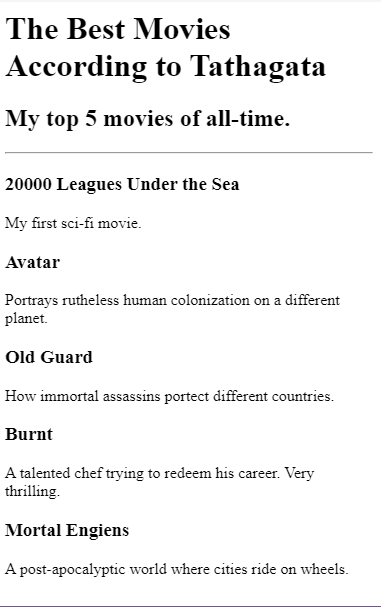 The Best Movies
According to Tathagata
My top 5 movies of all-time.
20000 Leagues Under the Sea
My first sci-fi movie.
Avatar
Portrays rutheless human colonization on a different
planet.
Old Guard
How immortal assassins portect different countries.
Burnt
A talented chef trying to redeem his career. Very
thrilling.
Mortal Engiens
A post-apocalyptic world where cities ride on wheels.